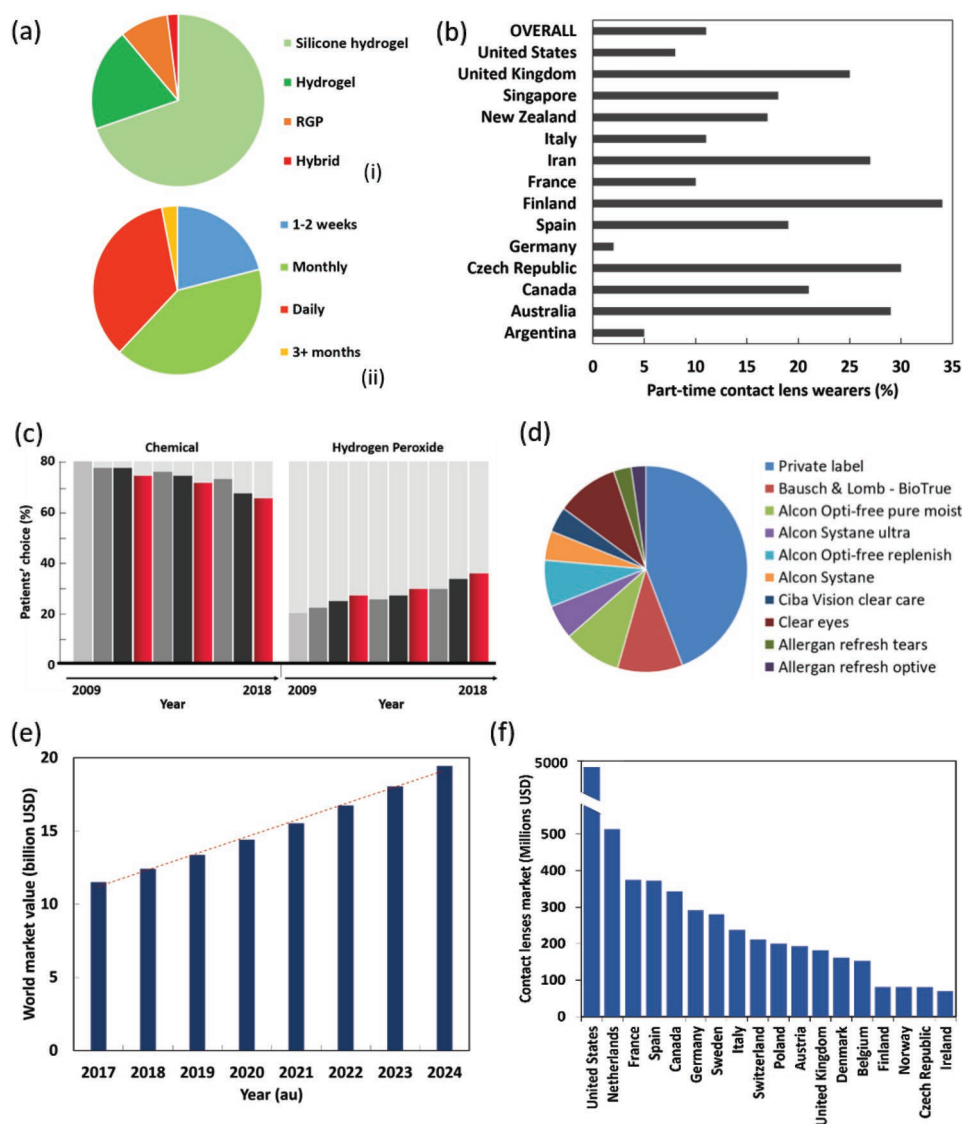 (a)
Silicone hydrogel
Hydrogel
RGP
Hybrid
(i)
1-2 weeks
Monthly
Daily
3+ months
(ii)
(b)
OVERALL
United States
United Kingdom
Singapore
New Zealand
Italy
Iran
France
Finland
Spain
Germany
Czech Republic
Canada
Australia
Argentina
0 5 10 15 20 25 30 35
Part-time contact lens wearers (%)
(c)
Chemical
Hydrogen Peroxide
Patients' choice (%)
80
60
40
20
0
2009 2018 2009 2018
Year Year
(d)
Private label
Bausch & Lomb - BioTrue
Alcon Opti-free pure moist
Alcon Systane ultra
Alcon Opti-free replenish
Alcon Systane
Ciba Vision clear care
Clear eyes
Allergan refresh tears
Allergan refresh optive
(e)
World market value (billion USD)
20
15
10
5
0
2017 2018 2019 2020 2021 2022 2023 2024
Year (au)
(f)
Contact lenses market (Millions USD)
5000
500
400
300
200
100
0
United States
Netherlands
France
Spain
Canada
Germany
Sweden
Italy
Switzerland
Poland
Austria
United Kingdom
Denmark
Belgium
Finland
Norway
Czech Republic
Ireland